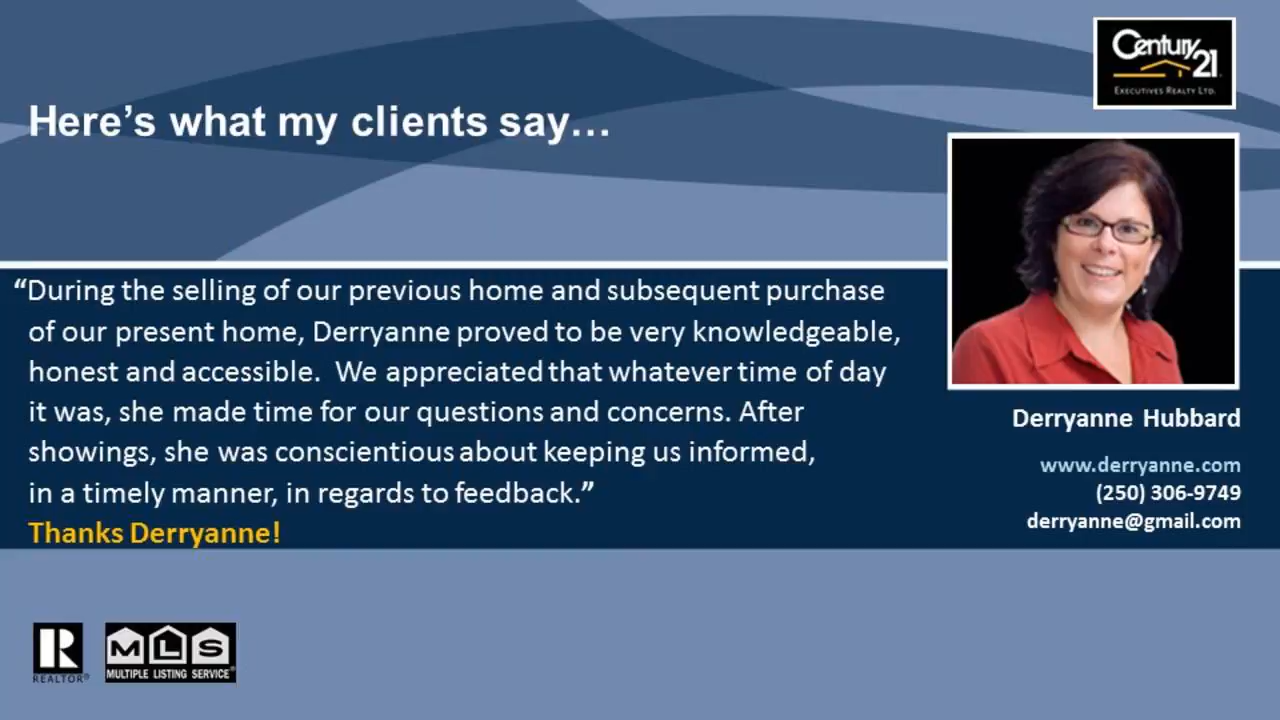 Century 21
EXECUTIVES REALTY LTD.
Here's what my clients say…
“During the selling of our previous home and subsequent purchase
of our present home, Derryanne proved to be very knowledgeable,
honest and accessible.  We appreciated that whatever time of day
it was, she made time for our questions and concerns. After
showings, she was conscientious about keeping us informed,
in a timely manner, in regards to feedback.”
Thanks Derryanne!
Derryanne Hubbard
www.derryanne.com
(250) 306-9749
derryanne@gmail.com
R
REALTOR®
MLS
MULTIPLE LISTING SERVICE®